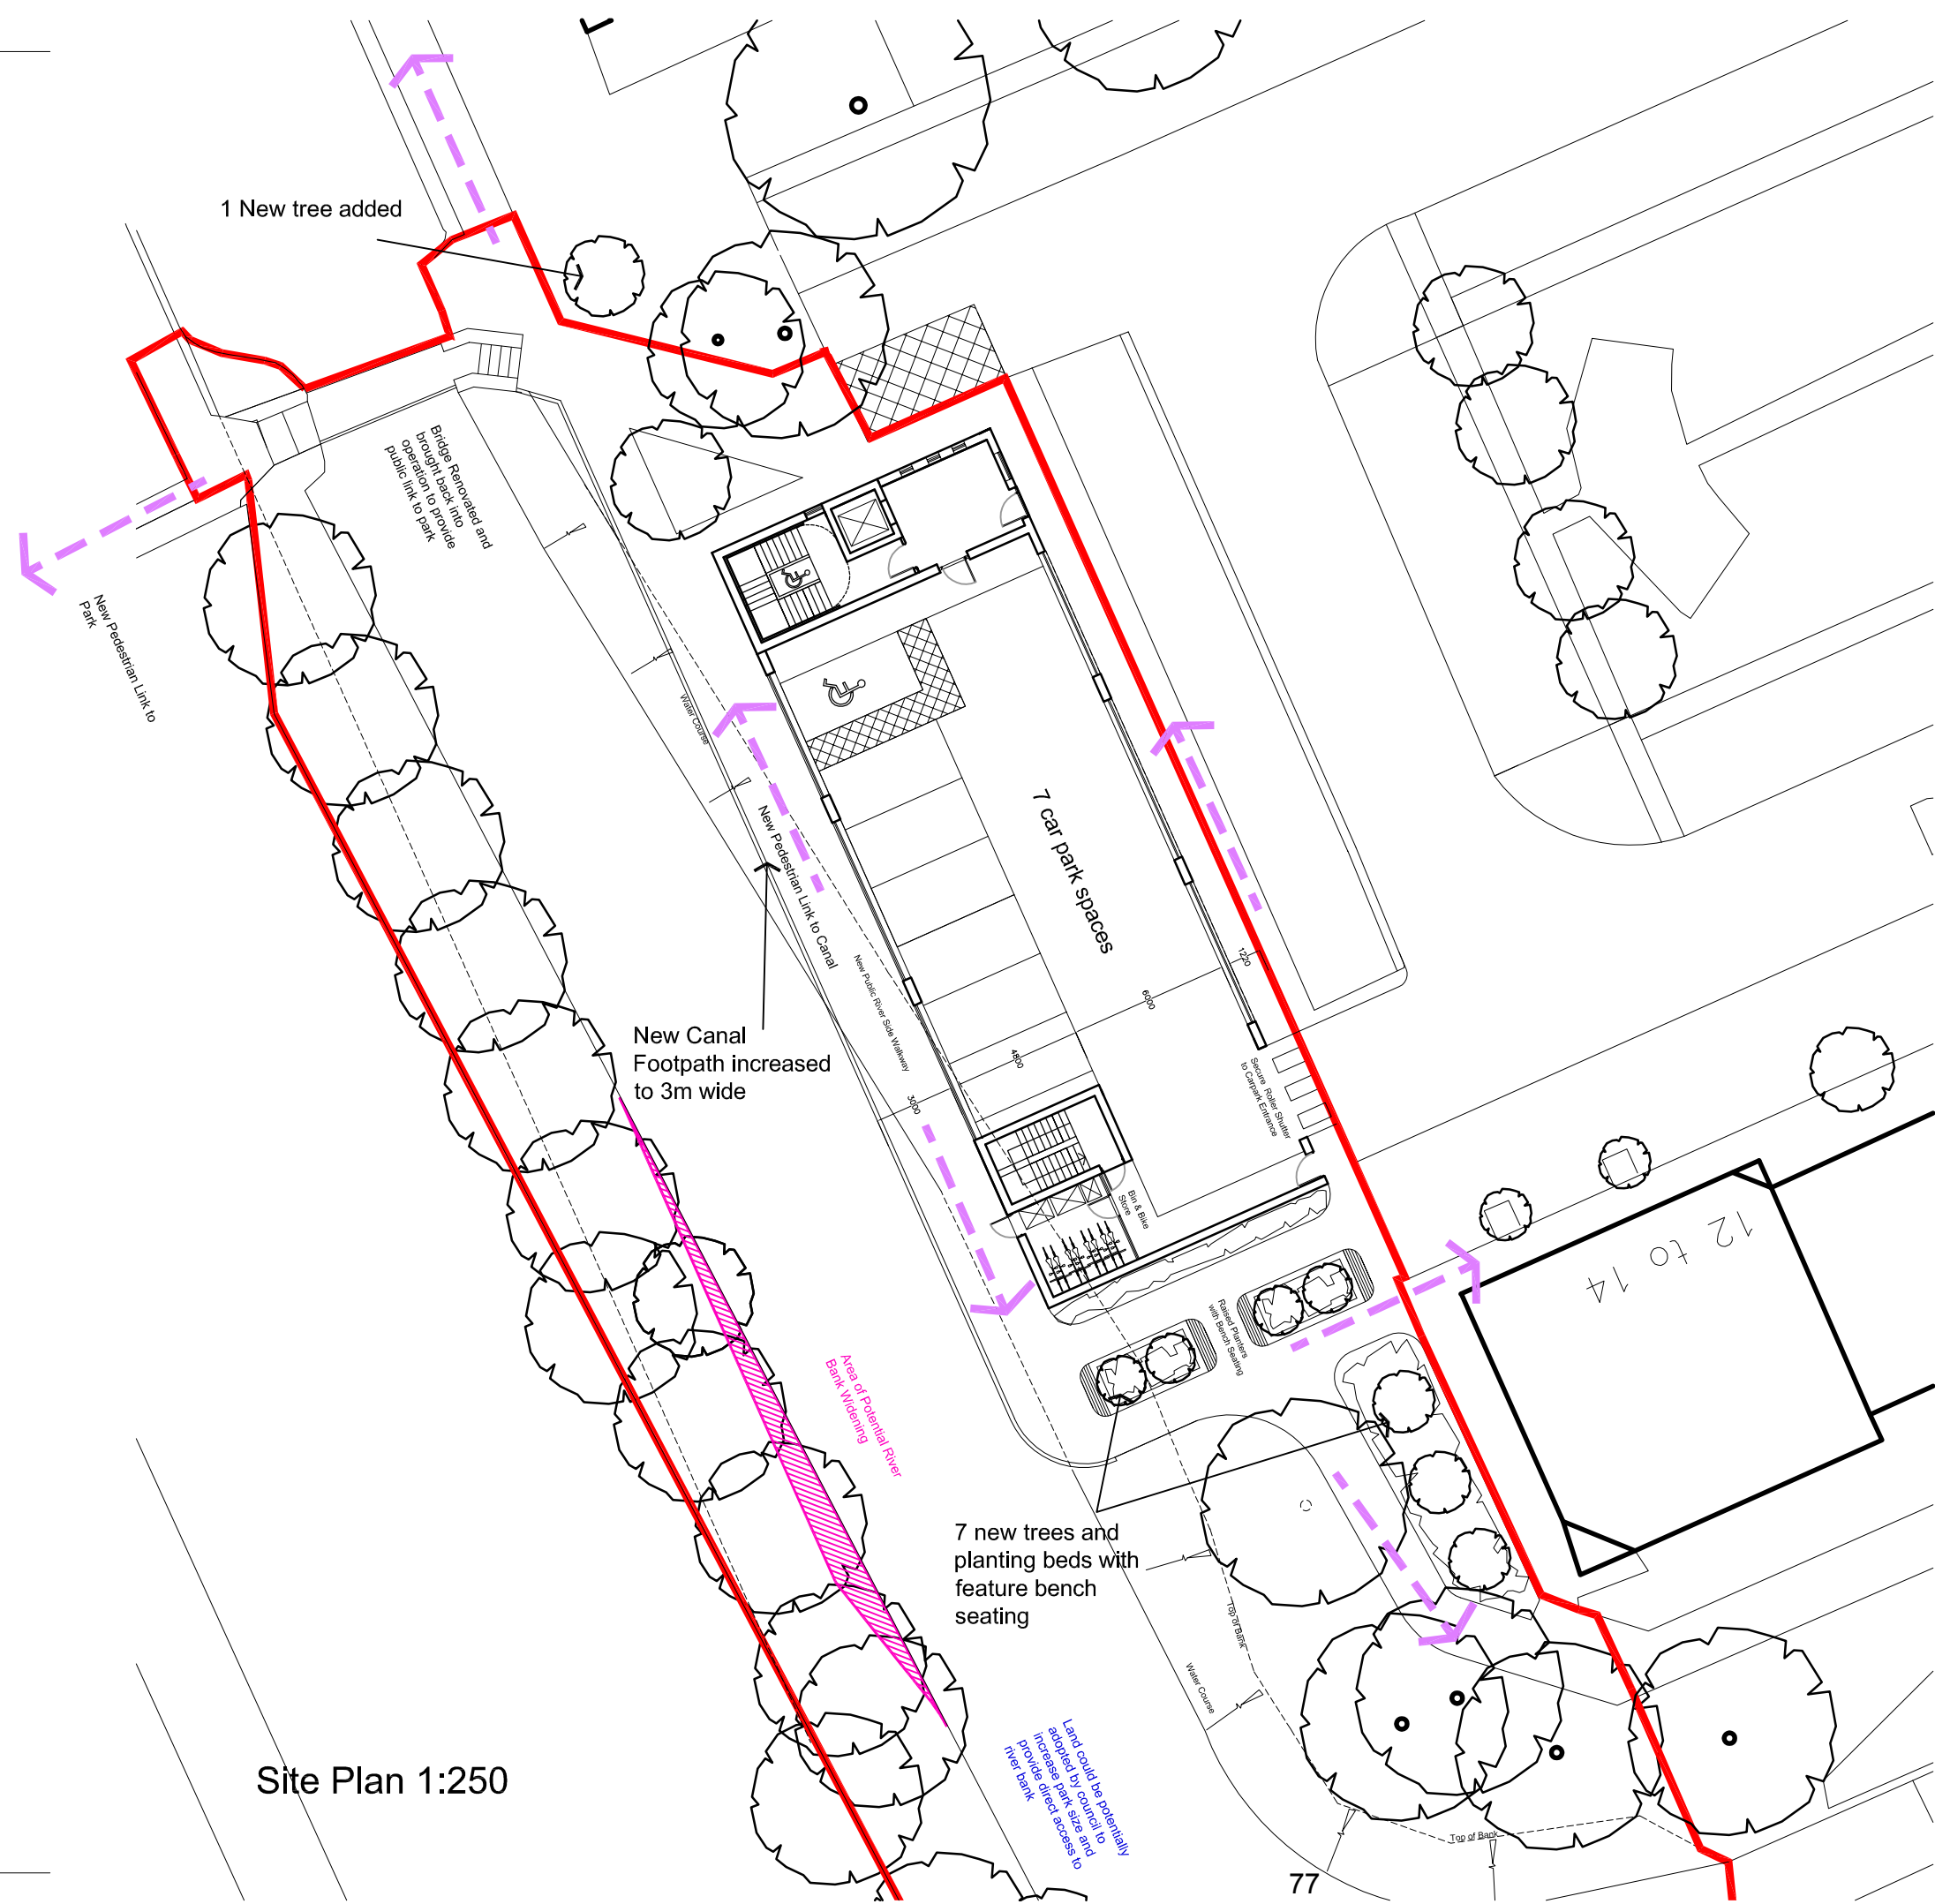 1 New tree added
Bridge Renovated and
brought back into
operation to provide
public link to park
New Pedestrian Link to
Park
Water Course
New Pedestrian Link to Canal
7 car park spaces
New Public River Side Walkway
1220
6000
4800
3000
New Canal
Footpath increased
to 3m wide
Secure Roller Shutter
to Carpark Entrance
Bin & Bike
Store
12 to
14
Raised Planters
with Bench Seating
Area of Potential River
Bank Widening
7 new trees and
planting beds with
feature bench
seating
Top of Bank
Water Course
Land could be potentially
adopted by council to
increase park size and
provide direct access to
river bank
Site Plan 1:250
Top of Bank
77